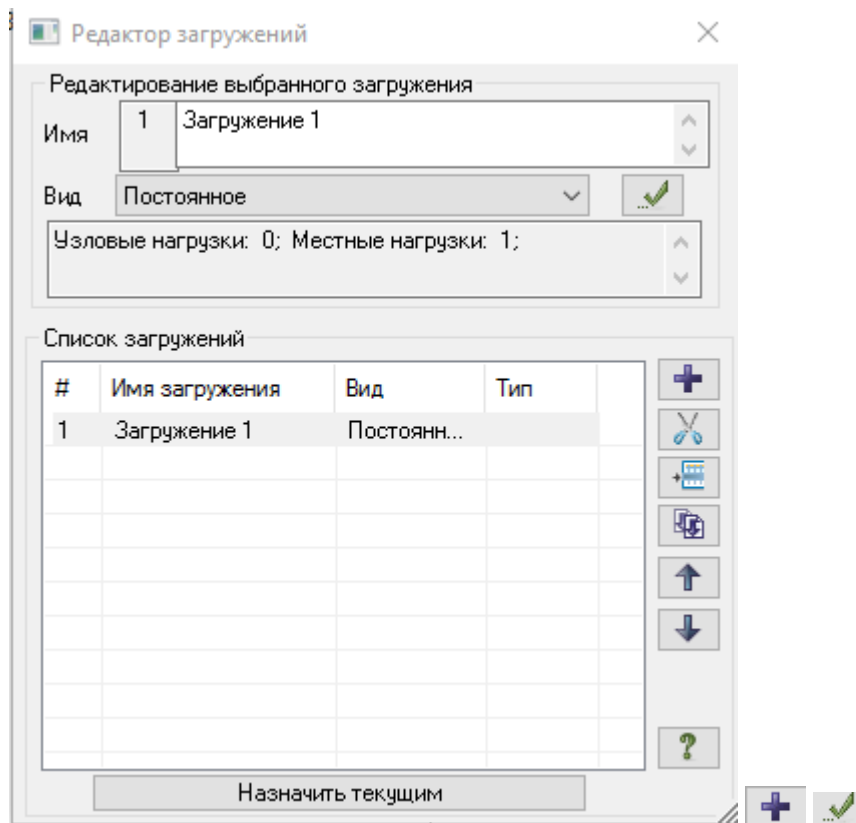 Редактор загружений
Редактирование выбранного загружения
Имя 1 Загружение 1
Вид Постоянное
Узловые нагрузки: 0; Местные нагрузки: 1;
Список загружений
# Имя загружения Вид Тип
1 Загружение 1 Постоянн...
Назначить текущим